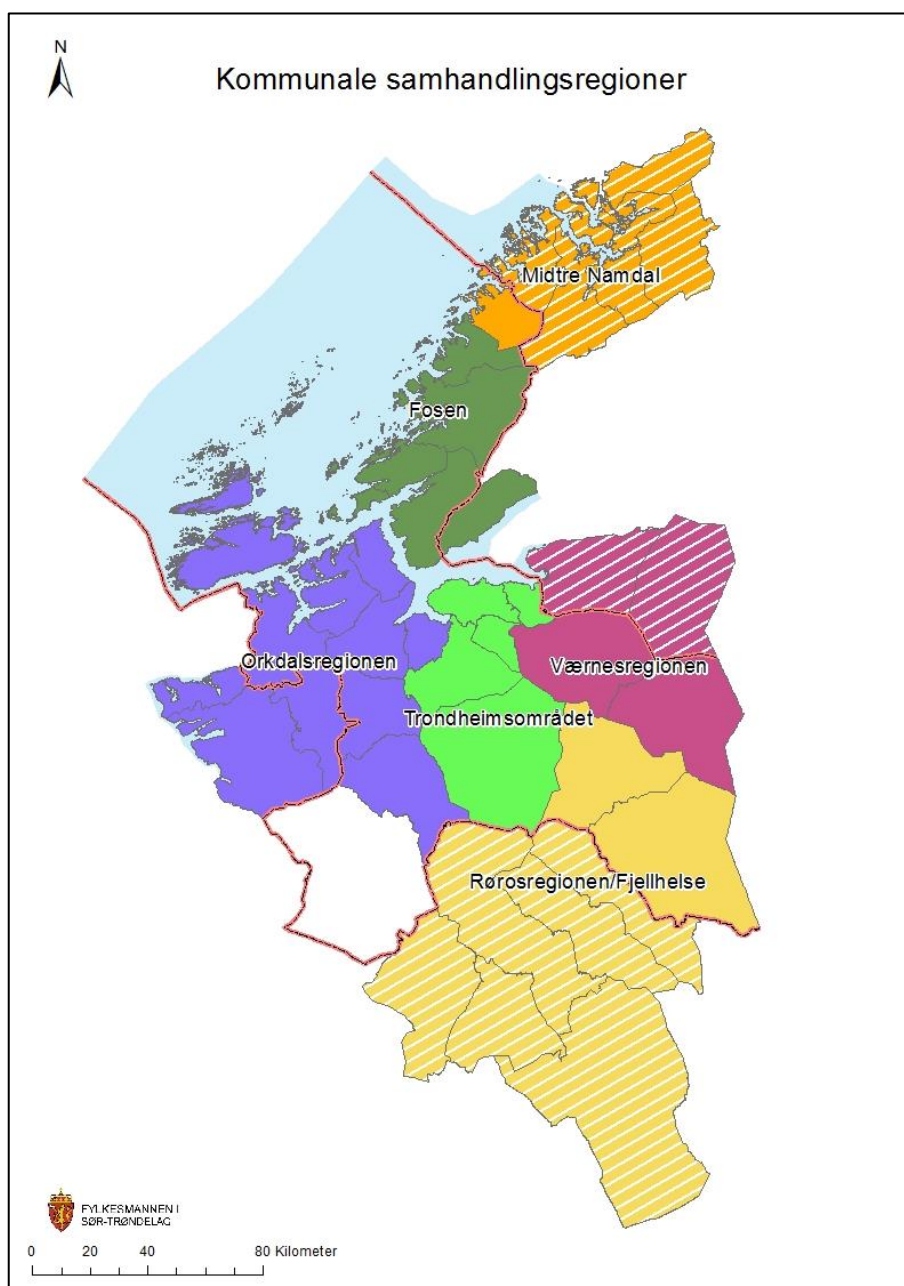 N
Kommunale samhandlingsregioner
Midtre Namdal
Fosen
Orkdalsregionen
Værnesregionen
Trondheimsområdet
Rørosregionen/Fjellhelse
FYLKESMANNEN I
SØR-TRØNDELAG
0 20 40 80 Kilometer